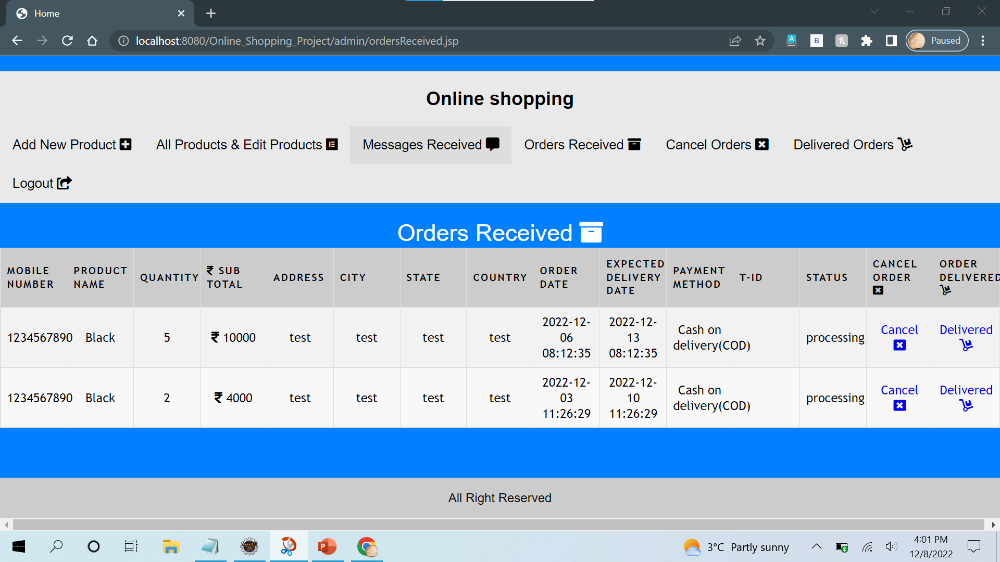 Home
localhost:8080/Online_Shopping_Project/admin/ordersReceived.jsp
Paused
Online shopping
Add New Product All Products & Edit Products Messages Received Orders Received Cancel Orders Delivered Orders
Logout
Orders Received
MOBILE NUMBER PRODUCT NAME QUANTITY ₹ SUB TOTAL ADDRESS CITY STATE COUNTRY ORDER DATE EXPECTED DELIVERY DATE PAYMENT METHOD T-ID STATUS CANCEL ORDER ORDER DELIVERED
1234567890 Black 5 ₹ 10000 test test test test 2022-12-06 08:12:35 2022-12-13 08:12:35 Cash on delivery(COD) processing Cancel Delivered
1234567890 Black 2 ₹ 4000 test test test test 2022-12-03 11:26:29 2022-12-10 11:26:29 Cash on delivery(COD) processing Cancel Delivered
All Right Reserved
3°C Partly sunny
4:01 PM
12/8/2022